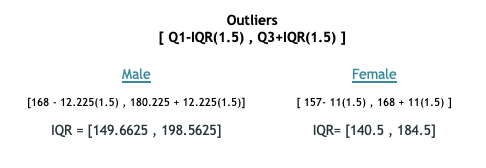 Outliers
[ Q1-IQR(1.5) , Q3+IQR(1.5) ]
Male
Female
[168 - 12.225(1.5) , 180.225 + 12.225(1.5)]
[ 157- 11(1.5) , 168 + 11(1.5) ]
IQR = [149.6625 , 198.5625]
IQR= [140.5 , 184.5]